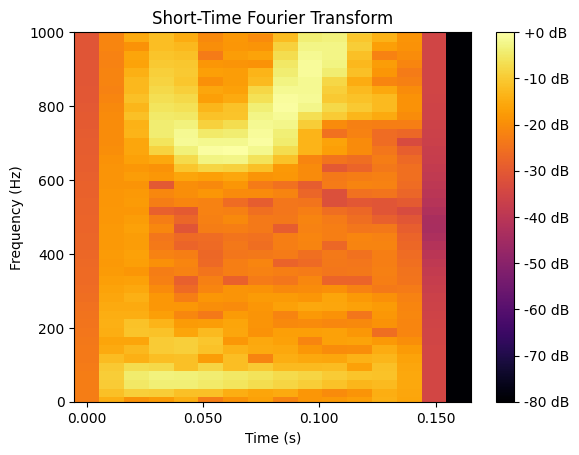 Short-Time Fourier Transform
1000
800
600
400
200
0
Frequency (Hz)
0.000
0.050
0.100
0.150
Time (s)
+0 dB
-10 dB
-20 dB
-30 dB
-40 dB
-50 dB
-60 dB
-70 dB
-80 dB